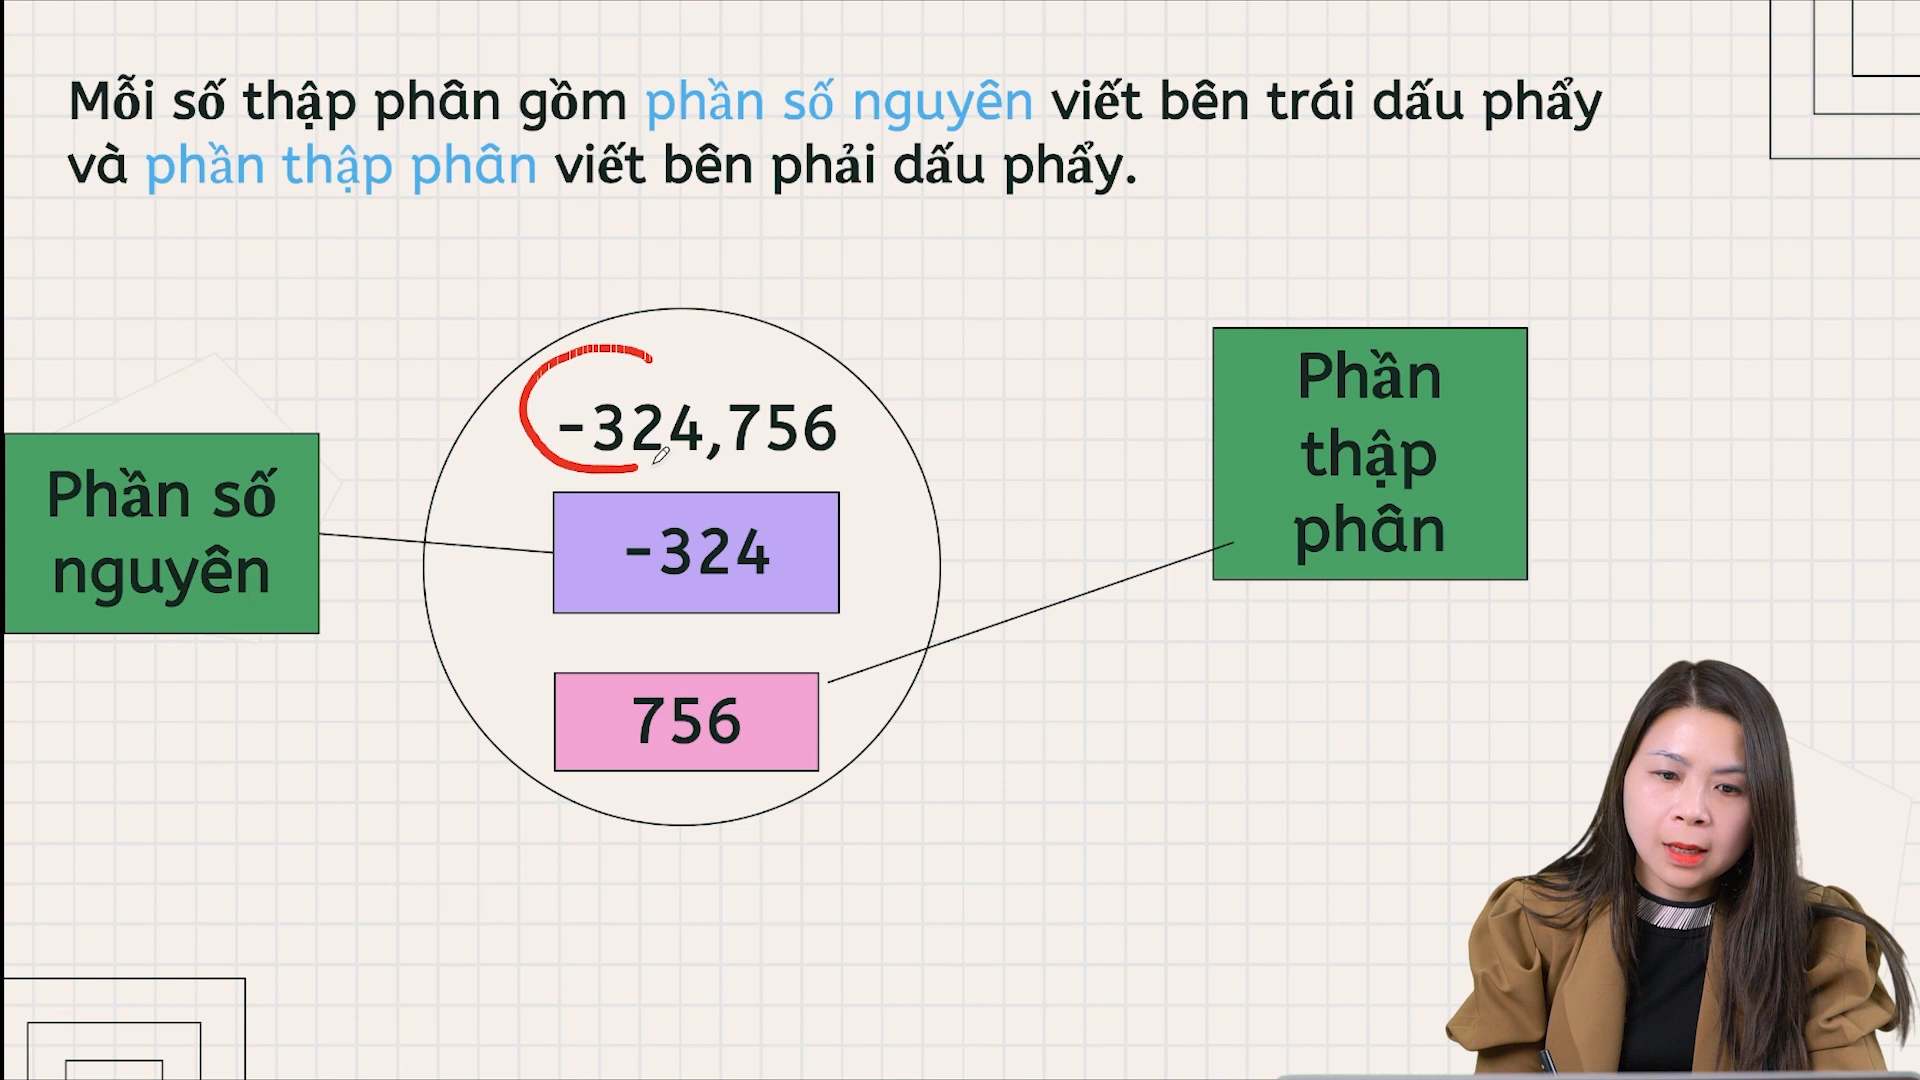 Mỗi số thập phân gồm phần số nguyên viết bên trái dấu phẩy
và phần thập phân viết bên phải dấu phẩy.
-324,756
Phần số
nguyên
-324
756
Phần
thập
phân